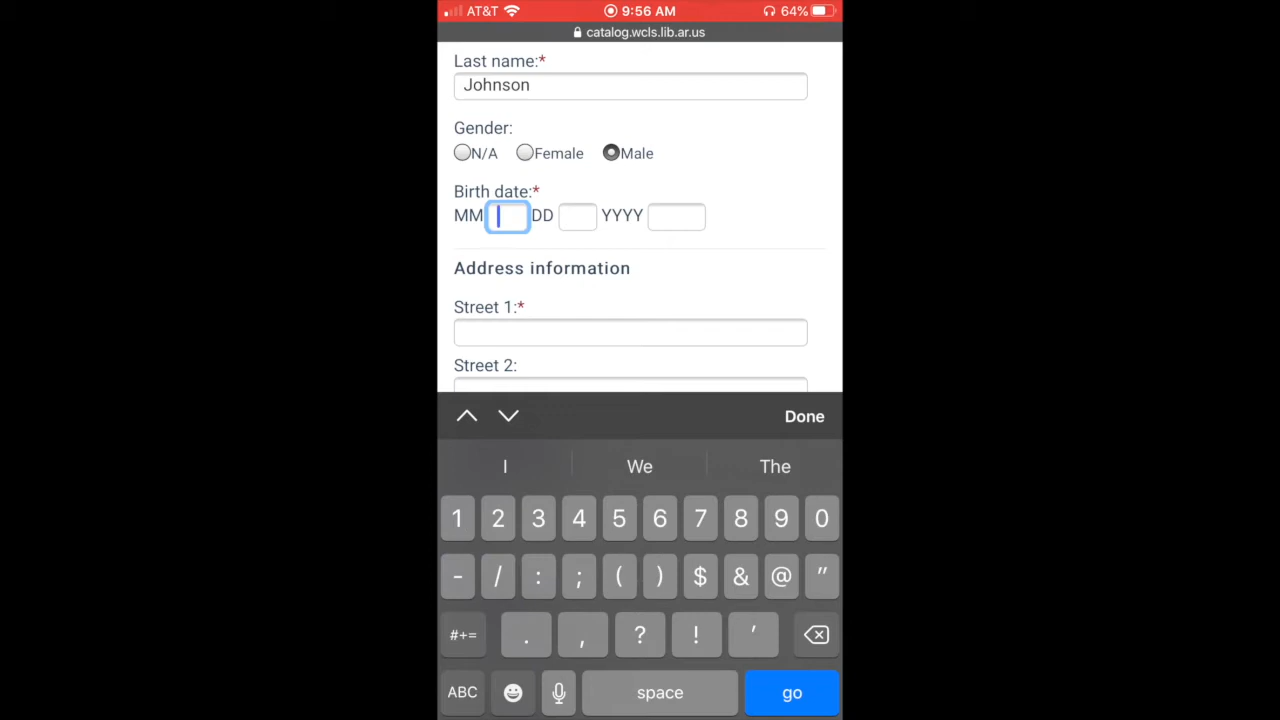 AT&T 9:56 AM 64%
catalog.wcls.lib.ar.us
Last name:*
Johnson
Gender:
N/A Female Male
Birth date:*
MM DD YYYY
Address information
Street 1:*
Street 2:
Done
I We The
1 2 3 4 5 6 7 8 9 0
- / : ; ( ) $ & @ "
#+= . , ? ! '
ABC space go